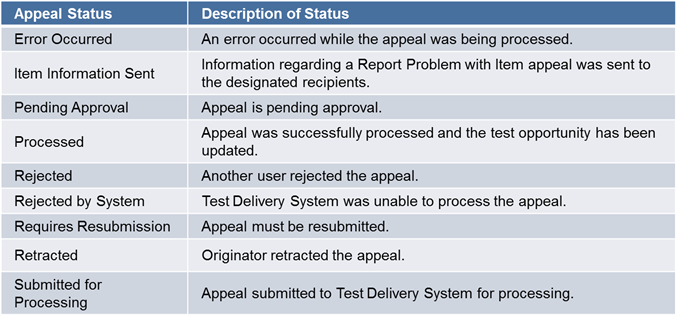 Appeal Status Description of Status
Error Occurred An error occurred while the appeal was being processed.
Item Information Sent Information regarding a Report Problem with Item appeal was sent to
the designated recipients.
Pending Approval Appeal is pending approval.
Processed Appeal was successfully processed and the test opportunity has been
updated.
Rejected Another user rejected the appeal.
Rejected by System Test Delivery System was unable to process the appeal.
Requires Resubmission Appeal must be resubmitted.
Retracted Originator retracted the appeal.
Submitted for
Processing Appeal submitted to Test Delivery System for processing.